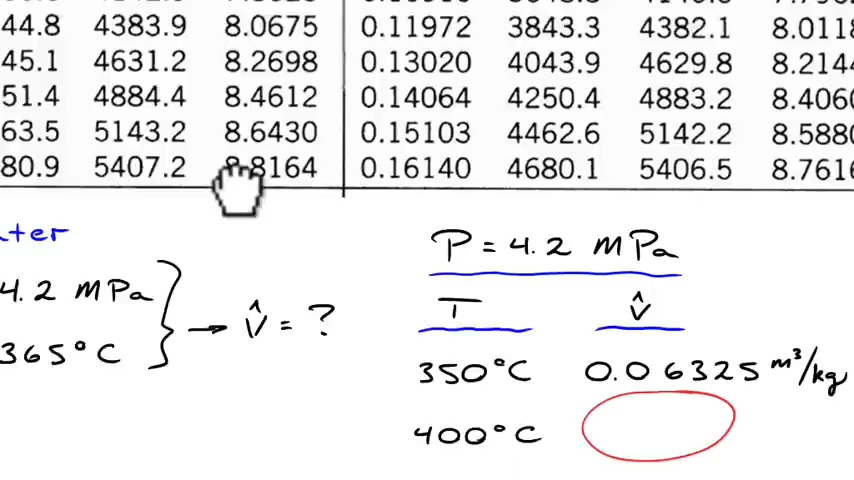 44.8 4383.9 8.0675 0.11972 3843.3 4382.1 8.0118
45.1 4631.2 8.2698 0.13020 4043.9 4629.8 8.2144
51.4 4884.4 8.4612 0.14064 4250.4 4883.2 8.4060
63.5 5143.2 8.6430 0.15103 4462.6 5142.2 8.5880
80.9 5407.2 8.8164 0.16140 4680.1 5406.5 8.7616
ater
P = 4.2 mPa
4.2 mPa
365°C
→ v̂ = ?
T v̂
350°C 0.06325 m³/kg
400°C